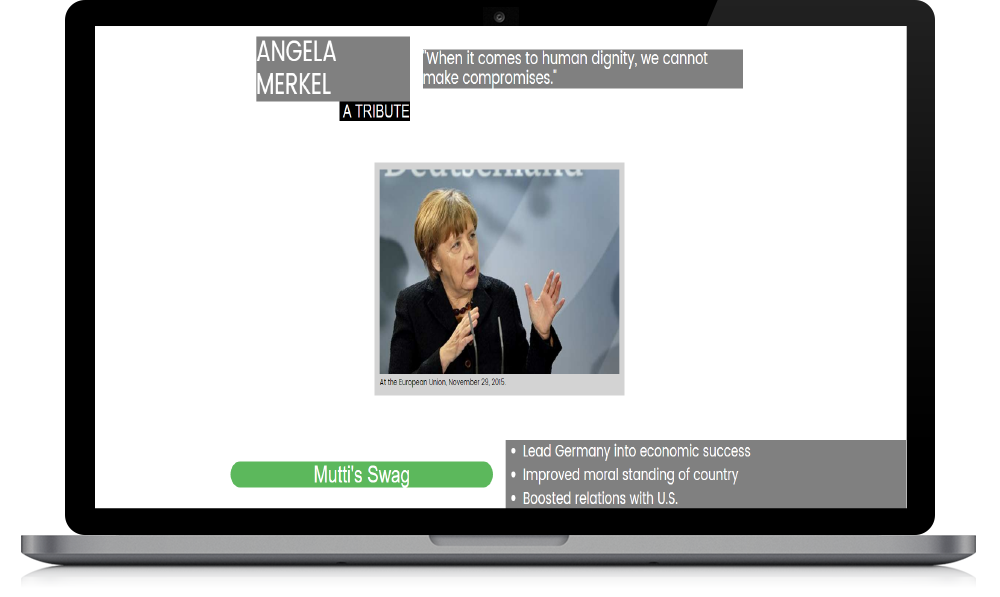 ANGELA
MERKEL
A TRIBUTE
"When it comes to human dignity, we cannot
make compromises."
Deutschland
At the European Union, November 29, 2015.
Mutti's Swag
• Lead Germany into economic success
• Improved moral standing of country
• Boosted relations with U.S.